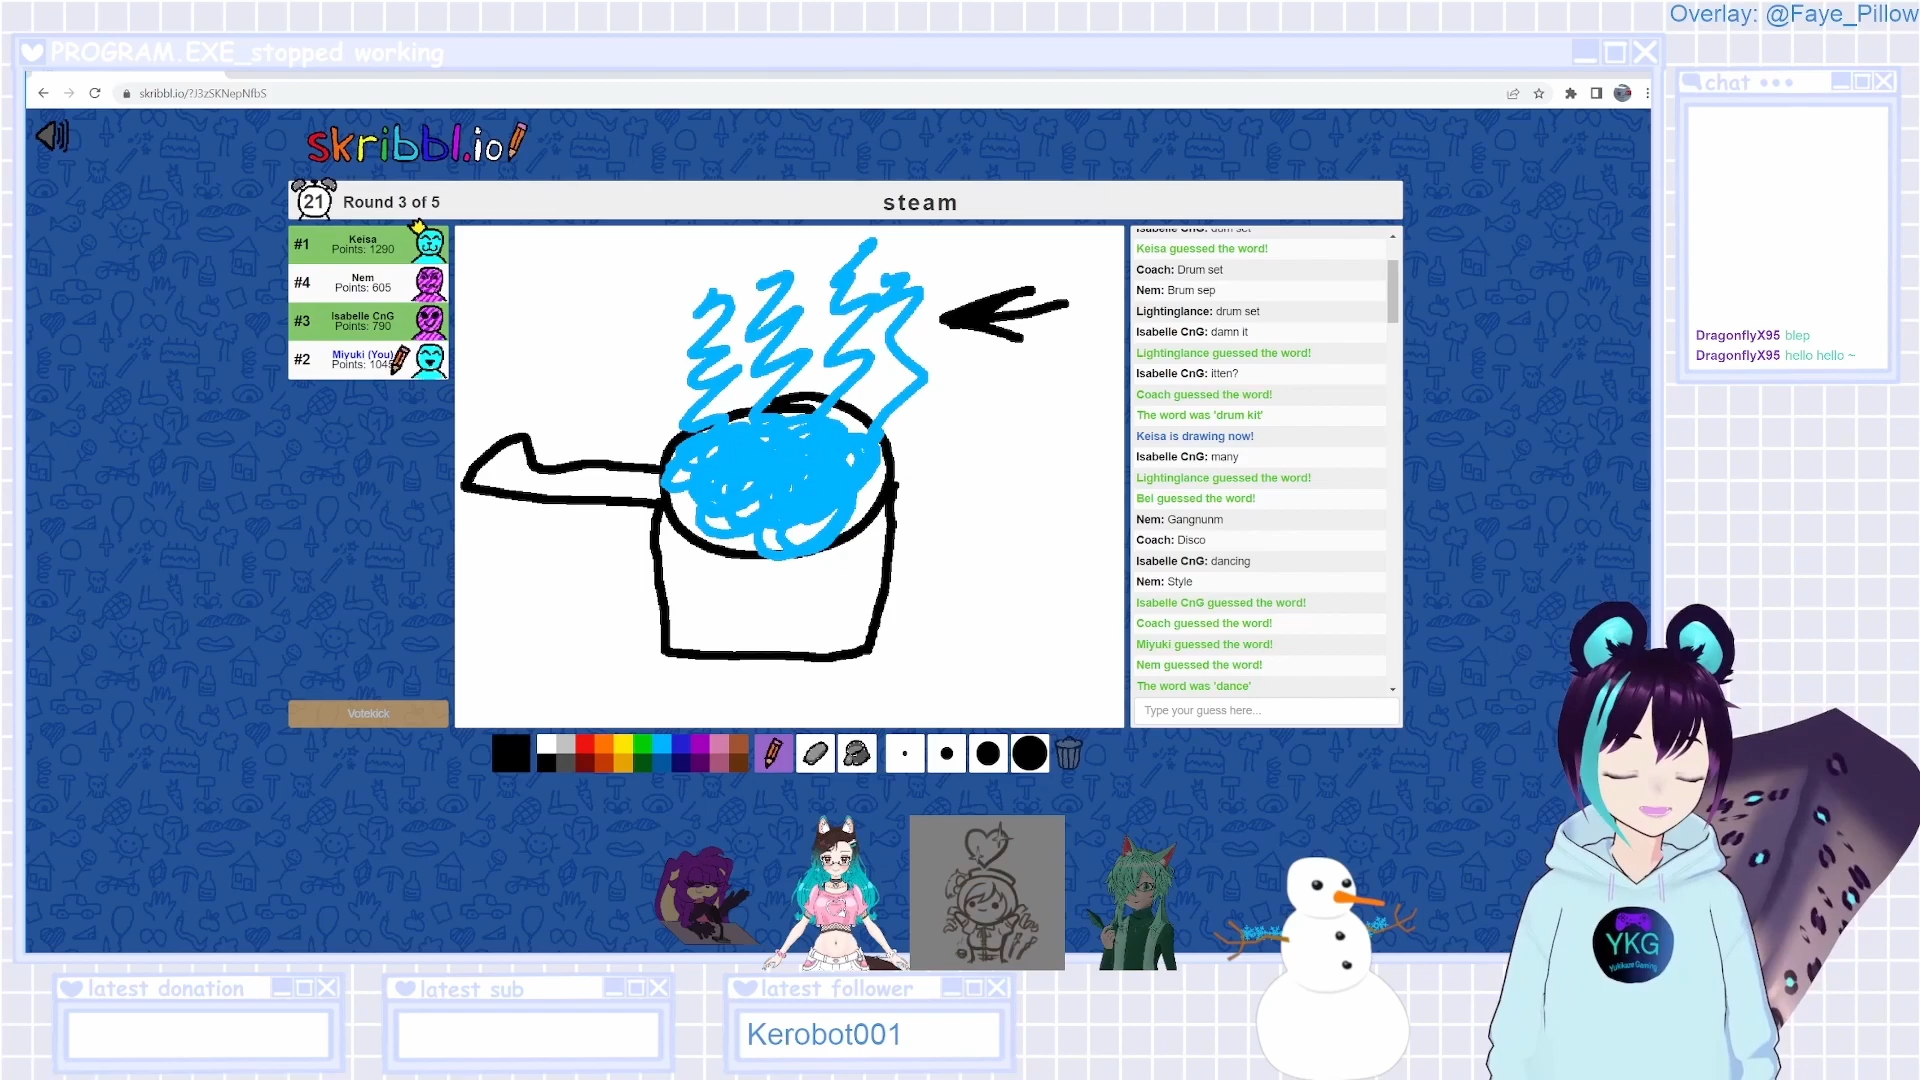 Overlay: @Faye_Pillow
PROGRAM.EXE_stopped working
chat
skribbl.io/?J3zSKNepNfbS
skribbl.io!
21
Round 3 of 5
steam
#1
Keisa
Points: 1290
#4
Nem
Points: 605
#3
Isabelle CnG
Points: 790
#2
Miyuki (You)
Points: 1045
Votekick
Keisa guessed the word!
Coach: Drum set
Nem: Brum sep
Lightinglance: drum set
Isabelle CnG: damn it
Lightinglance guessed the word!
Isabelle CnG: itten?
Coach guessed the word!
The word was 'drum kit'
Keisa is drawing now!
Isabelle CnG: many
Lightinglance guessed the word!
Bel guessed the word!
Nem: Gangnunm
Coach: Disco
Isabelle CnG: dancing
Nem: Style
Isabelle CnG guessed the word!
Coach guessed the word!
Miyuki guessed the word!
Nem guessed the word!
The word was 'dance'
Type your guess here...
DragonflyX95 blep
DragonflyX95 hello hello ~
YKG
Yukikaze Gaming
latest donation
latest sub
latest follower
Kerobot001